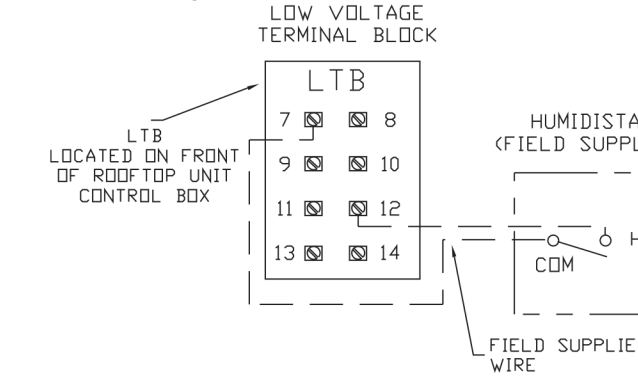 LOW VOLTAGE
TERMINAL BLOCK
LTB
7 8
9 10
11 12
13 14
LTB
LOCATED ON FRONT
OF ROOFTOP UNIT
CONTROL BOX
HUMIDISTA
(FIELD SUPPL
COM H
FIELD SUPPLIE
WIRE